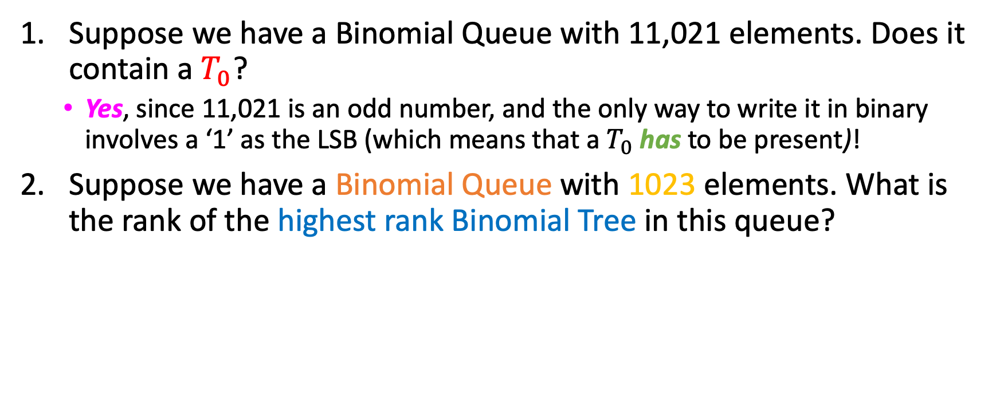 1. Suppose we have a Binomial Queue with 11,021 elements. Does it
contain a T₀?
• Yes, since 11,021 is an odd number, and the only way to write it in binary
involves a ‘1’ as the LSB (which means that a T₀ has to be present)!
2. Suppose we have a Binomial Queue with 1023 elements. What is
the rank of the highest rank Binomial Tree in this queue?